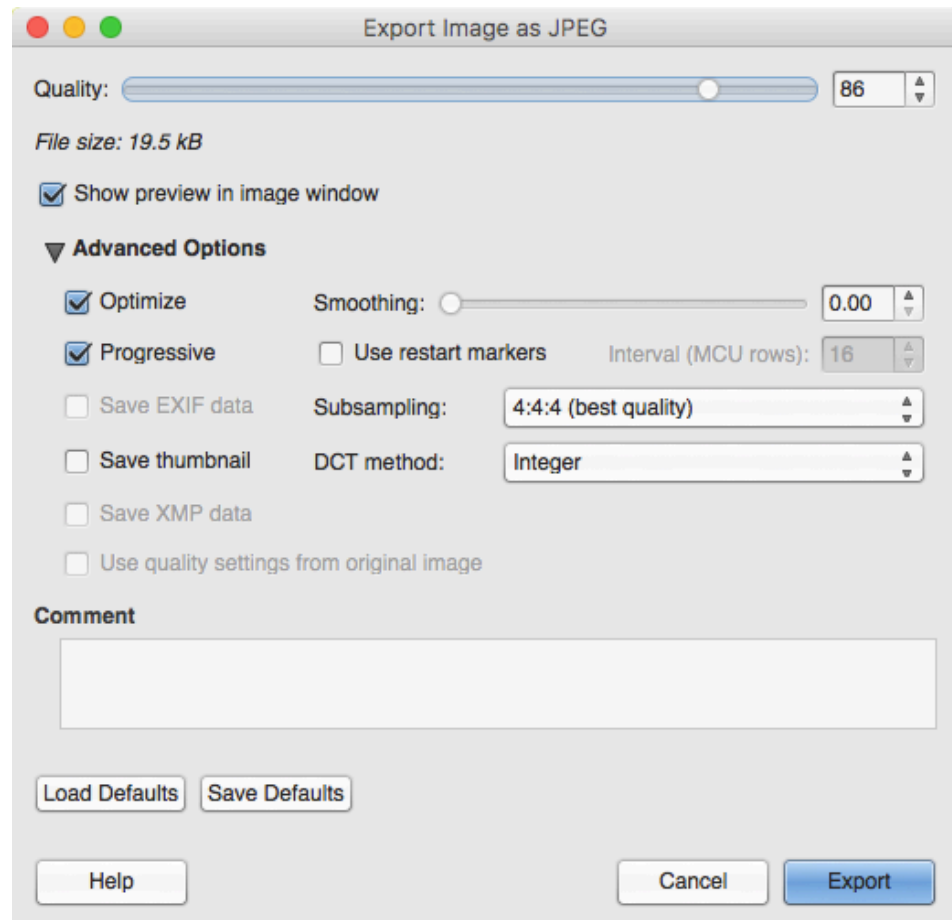 Export Image as JPEG
Quality: 86
File size: 19.5 kB
Show preview in image window
Advanced Options
Optimize Smoothing: 0.00
Progressive Use restart markers Interval (MCU rows): 16
Save EXIF data Subsampling: 4:4:4 (best quality)
Save thumbnail DCT method: Integer
Save XMP data
Use quality settings from original image
Comment
Load Defaults Save Defaults
Help Cancel Export